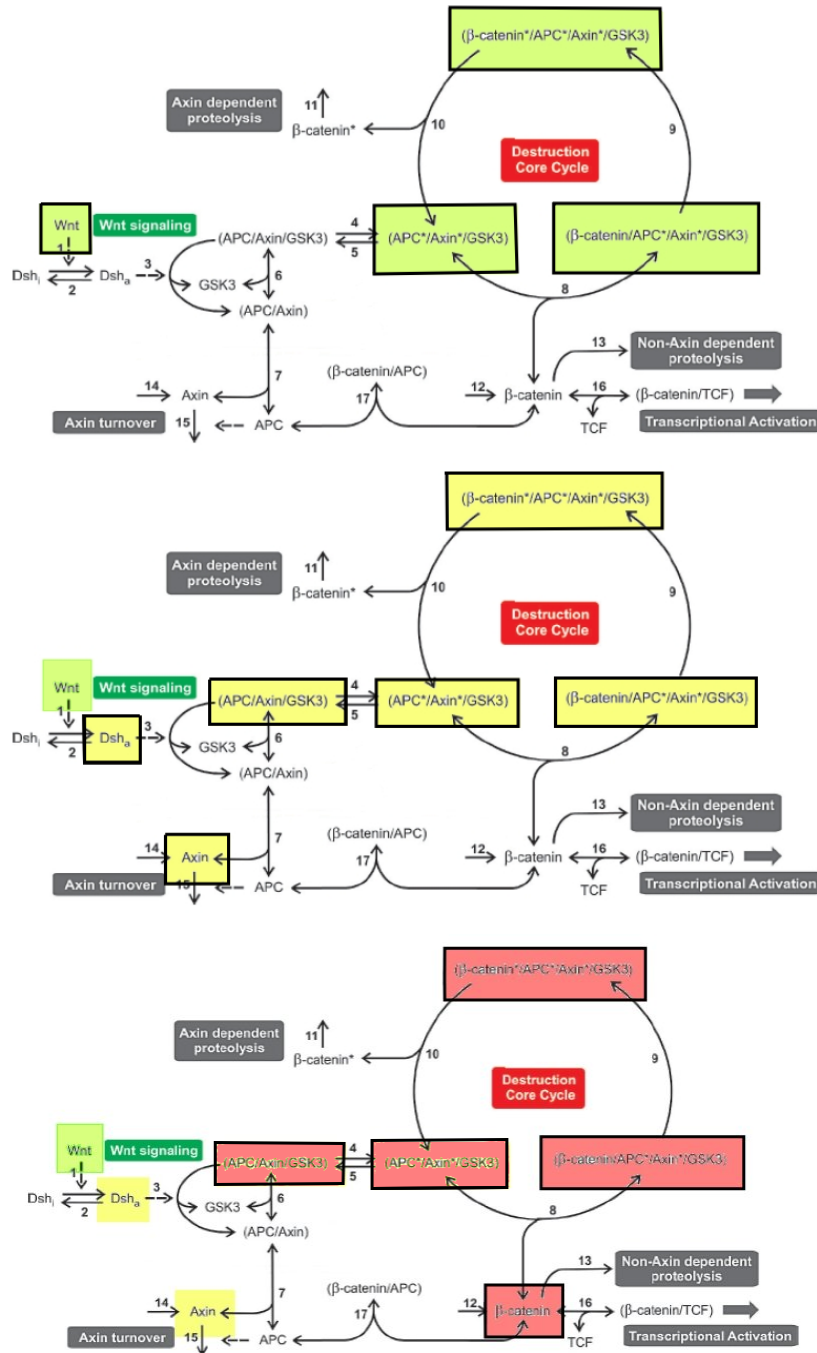 (β-catenin*/APC*/Axin*/GSK3)
Axin dependent
proteolysis
11
β-catenin*
10
9
Destruction
Core Cycle
Wnt
Wnt signaling
1
Dshi
2
Dsha
3
(APC/Axin/GSK3)
4
5
(APC*/Axin*/GSK3)
(β-catenin/APC*/Axin*/GSK3)
GSK3
6
(APC/Axin)
8
7
14
Axin
Axin turnover
15
APC
(β-catenin/APC)
17
12
β-catenin
13
Non-Axin dependent
proteolysis
16
(β-catenin/TCF)
TCF
Transcriptional Activation
(β-catenin*/APC*/Axin*/GSK3)
Axin dependent
proteolysis
11
β-catenin*
10
9
Destruction
Core Cycle
Wnt
Wnt signaling
1
Dshi
2
Dsha
3
(APC/Axin/GSK3)
4
5
(APC*/Axin*/GSK3)
(β-catenin/APC*/Axin*/GSK3)
GSK3
6
(APC/Axin)
8
7
14
Axin
Axin turnover
15
APC
(β-catenin/APC)
17
12
β-catenin
13
Non-Axin dependent
proteolysis
16
(β-catenin/TCF)
TCF
Transcriptional Activation
(β-catenin*/APC*/Axin*/GSK3)
Axin dependent
proteolysis
11
β-catenin*
10
9
Destruction
Core Cycle
Wnt
Wnt signaling
1
Dshi
2
Dsha
3
(APC/Axin/GSK3)
4
5
(APC*/Axin*/GSK3)
(β-catenin/APC*/Axin*/GSK3)
GSK3
6
(APC/Axin)
8
7
14
Axin
Axin turnover
15
APC
(β-catenin/APC)
17
12
β-catenin
13
Non-Axin dependent
proteolysis
16
(β-catenin/TCF)
TCF
Transcriptional Activation